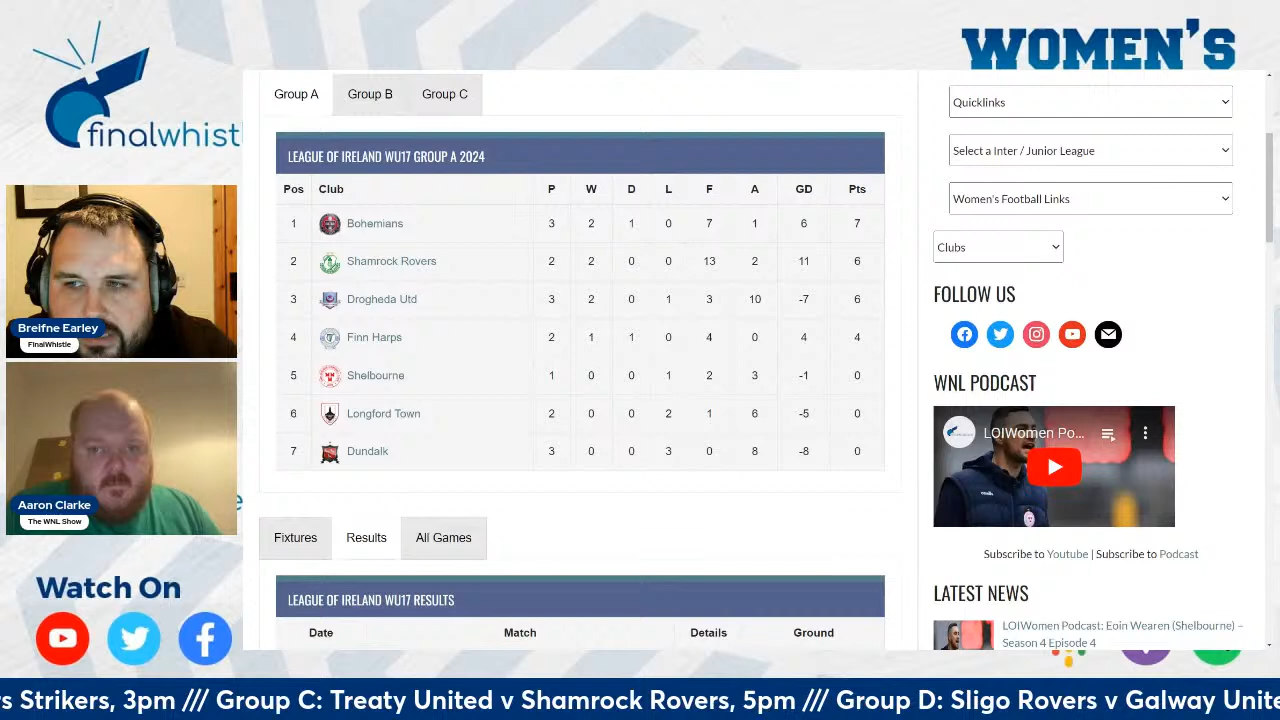 WOMEN'S
finalwhistl
Group A Group B Group C
LEAGUE OF IRELAND WU17 GROUP A 2024
Pos Club P W D L F A GD Pts
1 Bohemians 3 2 1 0 7 1 6 7
2 Shamrock Rovers 2 2 0 0 13 2 11 6
3 Drogheda Utd 3 2 0 1 3 10 -7 6
4 Finn Harps 2 1 1 0 4 0 4 4
5 Shelbourne 1 0 0 1 2 3 -1 0
6 Longford Town 2 0 0 2 1 6 -5 0
7 Dundalk 3 0 0 3 0 8 -8 0
Fixtures Results All Games
LEAGUE OF IRELAND WU17 RESULTS
Date Match Details Ground
Quicklinks
Select a Inter / Junior League
Women's Football Links
Clubs
FOLLOW US
WNL PODCAST
LOIWomen Po...
Subscribe to Youtube | Subscribe to Podcast
LATEST NEWS
LOIWomen Podcast: Eoin Wearen (Shelbourne) –
Season 4 Episode 4
Breifne Earley
FinalWhistle
Aaron Clarke
The WNL Show
Watch On
rs Strikers, 3pm /// Group C: Treaty United v Shamrock Rovers, 5pm /// Group D: Sligo Rovers v Galway Unite